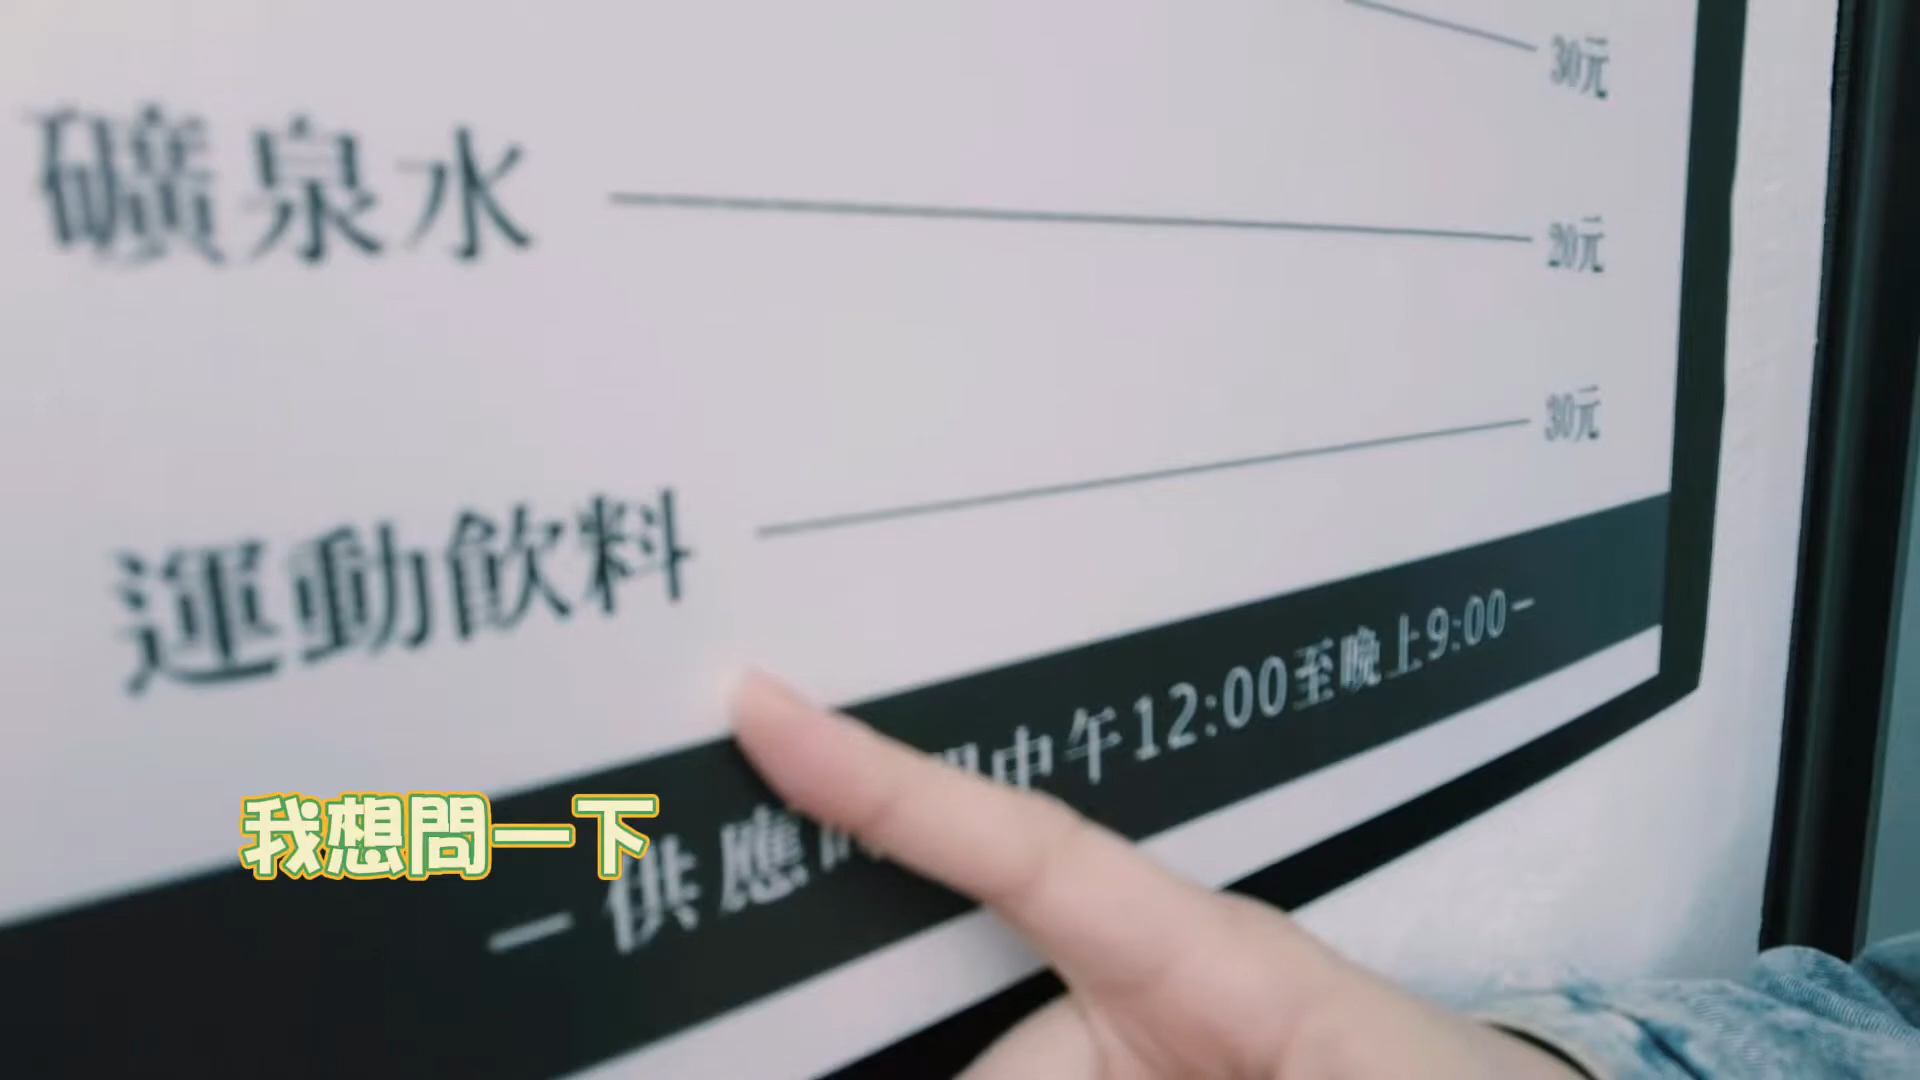 30元
礦泉水 20元
運動飲料 30元
－供應 間中午12:00至晚上9:00－
我想問一下